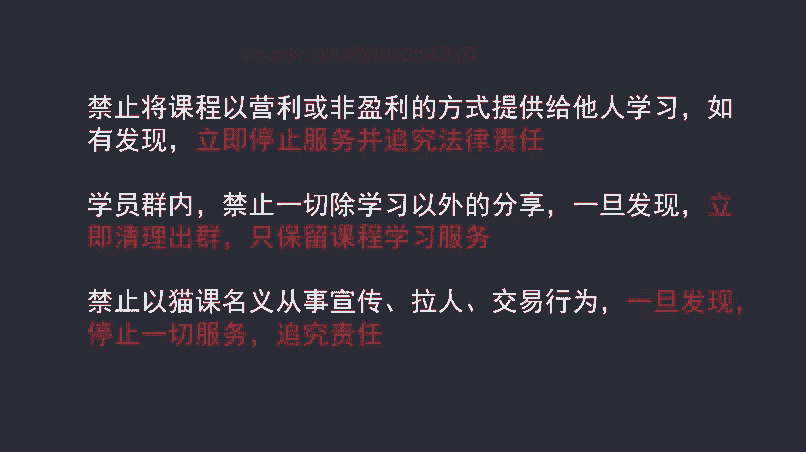 禁止将课程以营利或非盈利的方式提供给他人学习，如
有发现，立即停止服务并追究法律责任
学员群内，禁止一切除学习以外的分享，一旦发现，立
即清理出群，只保留课程学习服务
禁止以猫课名义从事宣传、拉人、交易行为，一旦发现，
停止一切服务，追究责任